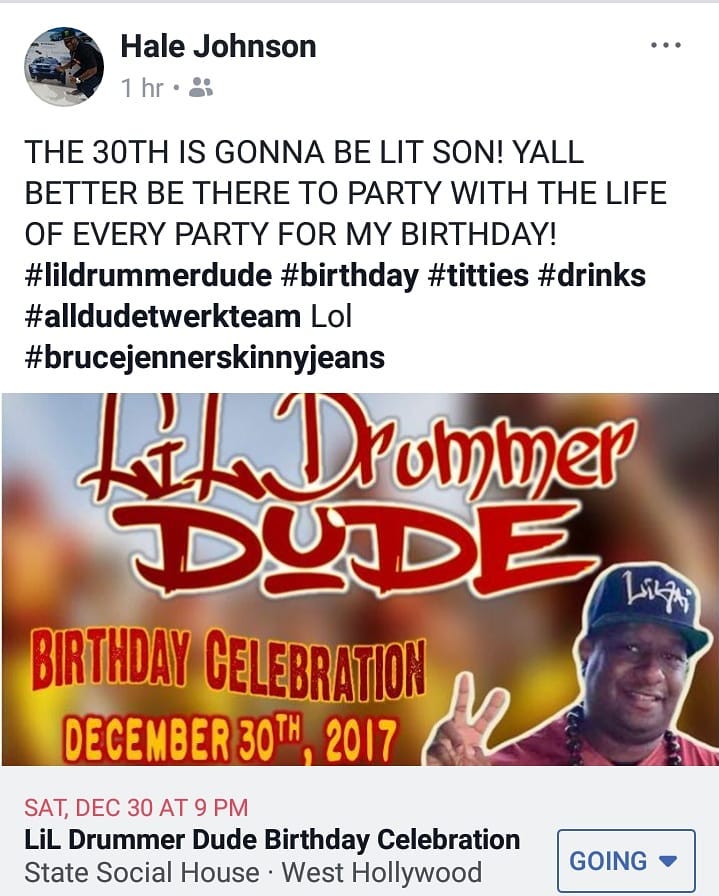 Hale Johnson
1 hr •
THE 30TH IS GONNA BE LIT SON! YALL
BETTER BE THERE TO PARTY WITH THE LIFE
OF EVERY PARTY FOR MY BIRTHDAY!
#lildrummerdude #birthday #titties #drinks
#alldudetwerkteam Lol
#brucejennerskinnyjeans
LiL Drummer
DUDE
BIRTHDAY CELEBRATION
DECEMBER 30TH, 2017
SAT, DEC 30 AT 9 PM
LiL Drummer Dude Birthday Celebration
State Social House · West Hollywood
GOING